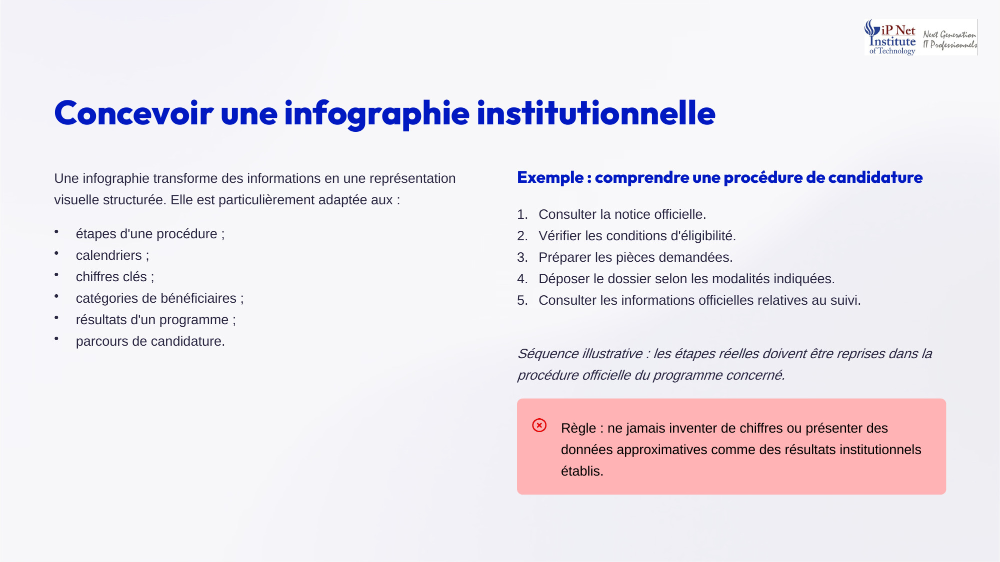 iP Net
Institute
of Technology
Next Generation
IT Professionnels
Concevoir une infographie institutionnelle
Une infographie transforme des informations en une représentation
visuelle structurée. Elle est particulièrement adaptée aux :
• étapes d'une procédure ;
• calendriers ;
• chiffres clés ;
• catégories de bénéficiaires ;
• résultats d'un programme ;
• parcours de candidature.
Exemple : comprendre une procédure de candidature
1. Consulter la notice officielle.
2. Vérifier les conditions d'éligibilité.
3. Préparer les pièces demandées.
4. Déposer le dossier selon les modalités indiquées.
5. Consulter les informations officielles relatives au suivi.
Séquence illustrative : les étapes réelles doivent être reprises dans la
procédure officielle du programme concerné.
Règle : ne jamais inventer de chiffres ou présenter des
données approximatives comme des résultats institutionnels
établis.